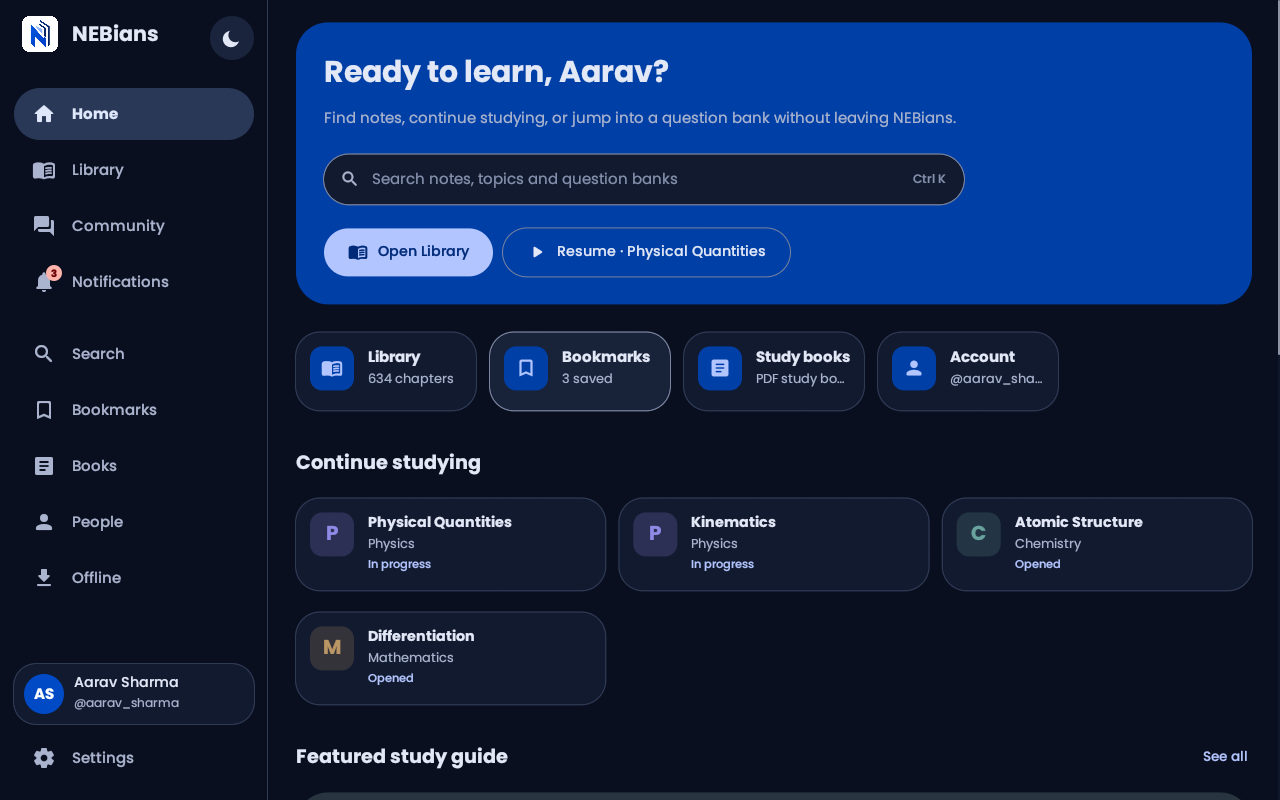 NEBians
Home
Library
Community
3
Notifications
Search
Bookmarks
Books
People
Offline
AS
Aarav Sharma
@aarav_sharma
Settings
Ready to learn, Aarav?
Find notes, continue studying, or jump into a question bank without leaving NEBians.
Search notes, topics and question banks
Ctrl K
Open Library
Resume · Physical Quantities
Library
634 chapters
Bookmarks
3 saved
Study books
PDF study bo...
Account
@aarav_sha...
Continue studying
P
Physical Quantities
Physics
In progress
P
Kinematics
Physics
In progress
C
Atomic Structure
Chemistry
Opened
M
Differentiation
Mathematics
Opened
Featured study guide
See all